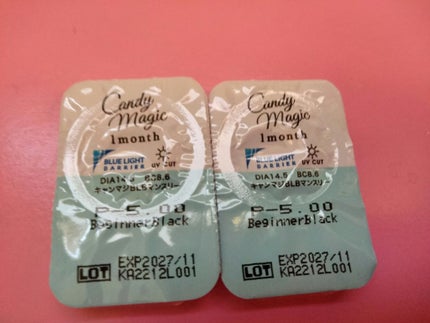 Candy
Magic
1month
BLUE LIGHT
BARRIER
UV CUT
DIA14.5 BC8.6
キャンマジBLBマンスリー
P-5.00
BeginnerBlack
LOT
EXP2027/11
KA2212L001
Candy
Magic
1month
BLUE LIGHT
BARRIER
UV CUT
DIA14.5 BC8.6
キャンマジBLBマンスリー
P-5.00
BeginnerBlack
LOT
EXP2027/11
KA2212L001